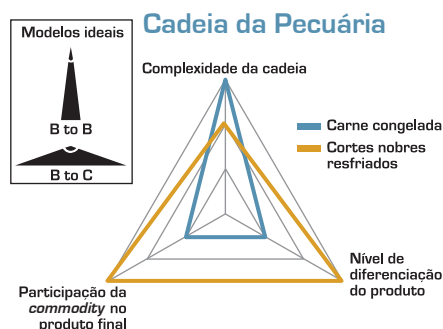 Cadeia da Pecuária
Modelos ideais
B to B
B to C
Complexidade da cadeia
Carne congelada
Cortes nobres
resfriados
Nível de
diferenciação
do produto
Participação da
commodity no
produto final